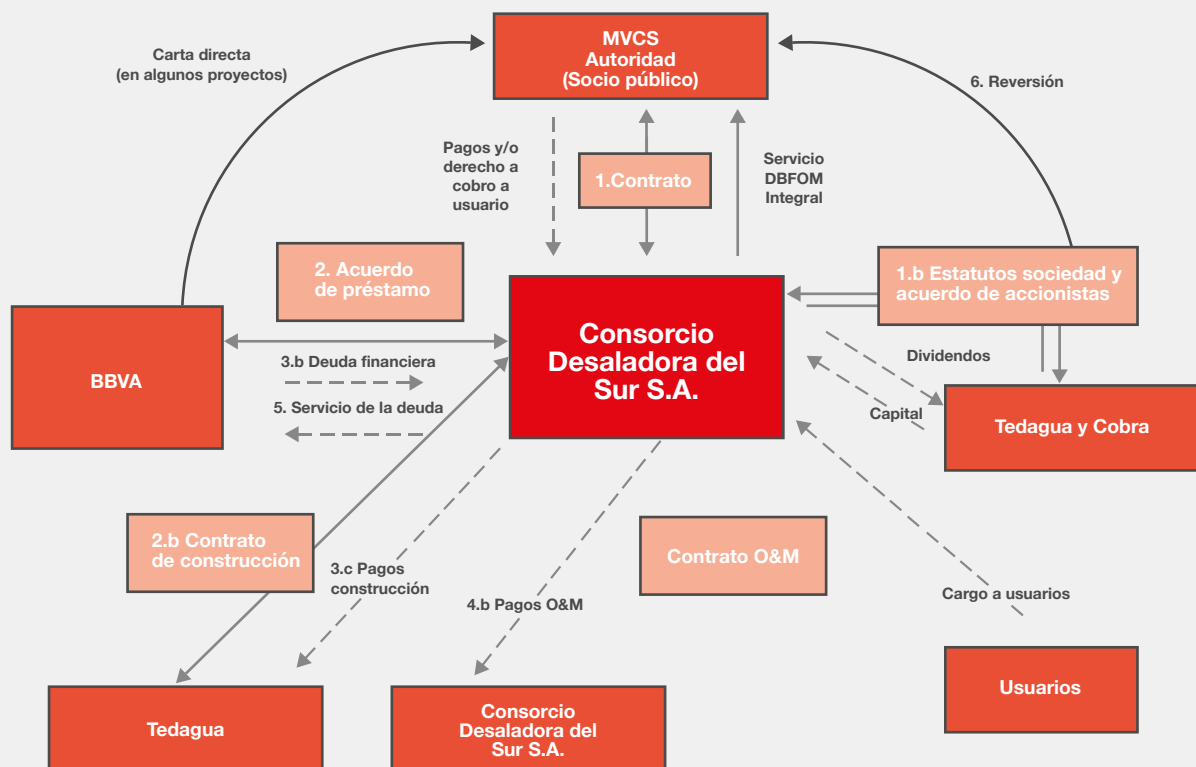 MVCS
Autoridad
(Socio público)
Carta directa
(en algunos proyectos)
6. Reversión
Pagos y/o
derecho a
cobro a
usuario
1.Contrato
Servicio
DBFOM
Integral
2. Acuerdo
de préstamo
1.b Estatutos sociedad y
acuerdo de accionistas
BBVA
Consorcio
Desaladora del
Sur S.A.
3.b Deuda financiera
5. Servicio de la deuda
Dividendos
Capital
Tedagua y Cobra
2.b Contrato
de construcción
3.c Pagos
construcción
Contrato O&M
4.b Pagos O&M
Cargo a usuarios
Tedagua
Consorcio
Desaladora del
Sur S.A.
Usuarios